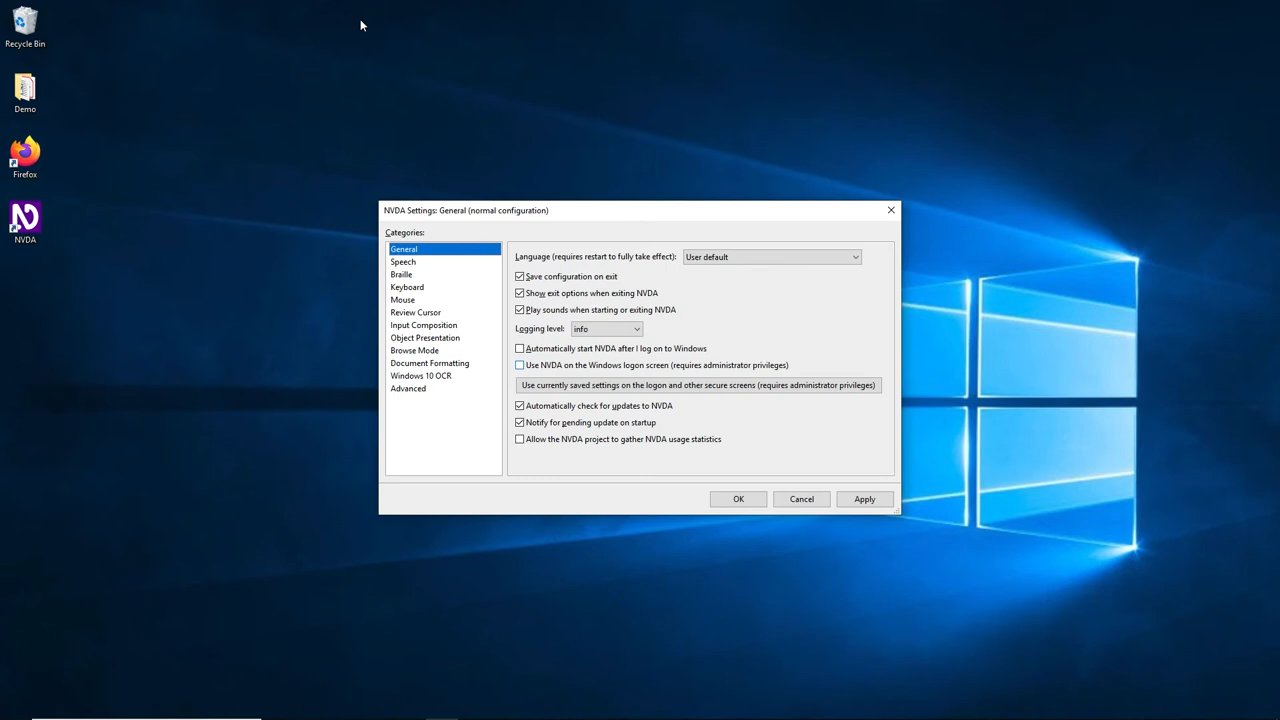 Recycle Bin
Demo
Firefox
NVDA
NVDA Settings: General (normal configuration)
Categories:
General
Speech
Braille
Keyboard
Mouse
Review Cursor
Input Composition
Object Presentation
Browse Mode
Document Formatting
Windows 10 OCR
Advanced
Language (requires restart to fully take effect): User default
Save configuration on exit
Show exit options when exiting NVDA
Play sounds when starting or exiting NVDA
Logging level: info
Automatically start NVDA after I log on to Windows
Use NVDA on the Windows logon screen (requires administrator privileges)
Use currently saved settings on the logon and other secure screens (requires administrator privileges)
Automatically check for updates to NVDA
Notify for pending update on startup
Allow the NVDA project to gather NVDA usage statistics
OK Cancel Apply